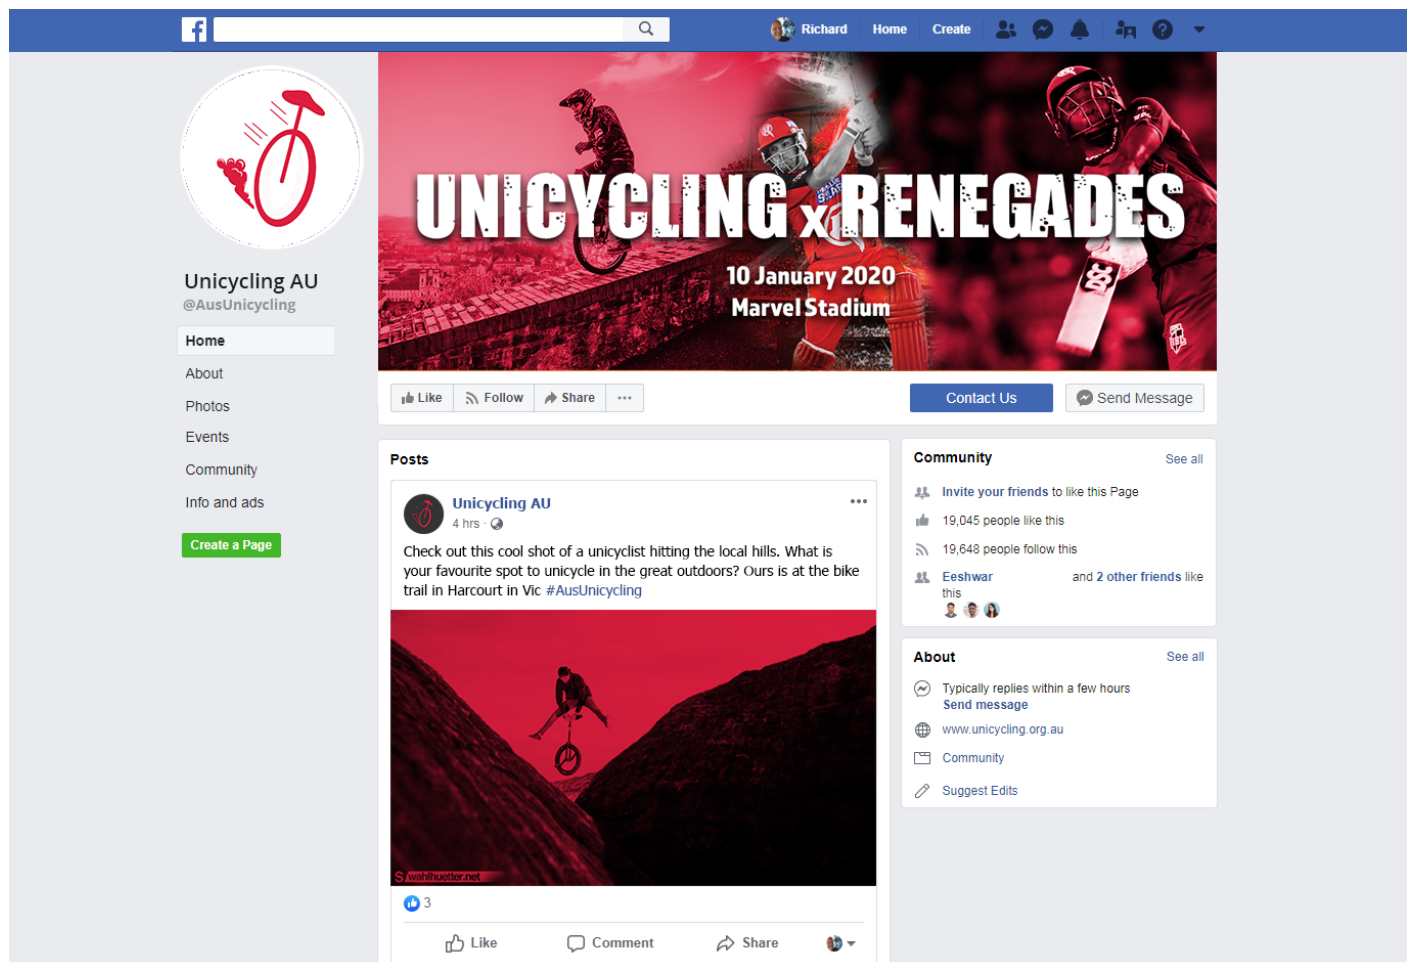 Richard
Home
Create
UNICYCLING x RENEGADES
10 January 2020
Marvel Stadium
Unicycling AU
@AusUnicycling
Home
About
Photos
Events
Community
Info and ads
Create a Page
Like
Follow
Share
Contact Us
Send Message
Posts
Unicycling AU
4 hrs ·
Check out this cool shot of a unicyclist hitting the local hills. What is
your favourite spot to unicycle in the great outdoors? Ours is at the bike
trail in Harcourt in Vic #AusUnicycling
S/wahlhuetter.net
3
Like
Comment
Share
Community
See all
Invite your friends to like this Page
19,045 people like this
19,648 people follow this
Eeshwar and 2 other friends like
this
About
See all
Typically replies within a few hours
Send message
www.unicycling.org.au
Community
Suggest Edits